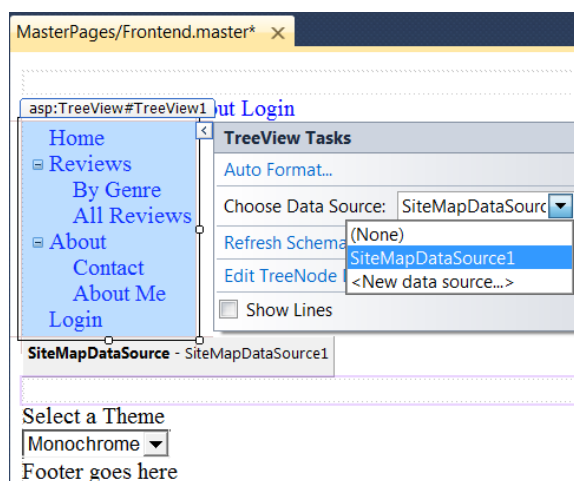 MasterPages/Frontend.master*
asp:TreeView#TreeView1
out Login
Home
Reviews
By Genre
All Reviews
About
Contact
About Me
Login
TreeView Tasks
Auto Format...
Choose Data Source: SiteMapDataSourc
(None)
SiteMapDataSource1
<New data source...>
Refresh Schema
Edit TreeNode
Show Lines
SiteMapDataSource - SiteMapDataSource1
Select a Theme
Monochrome
Footer goes here